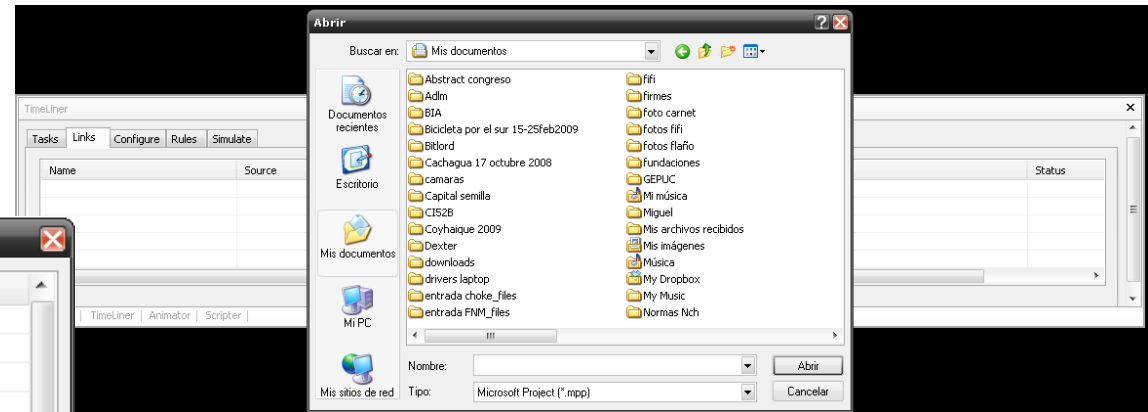 Abrir
Buscar en: Mis documentos
Documentos recientes
Escritorio
Mis documentos
Mi PC
Mis sitios de red
Abstract congreso
Adlm
BIA
Bicicleta por el sur 15-25feb2009
Bitlord
Cachagua 17 octubre 2008
camaras
Capital semilla
CI52B
Coyhaique 2009
Dexter
downloads
drivers laptop
entrada choke_files
entrada FNM_files
fifi
firmes
foto carnet
fotos fifi
fotos flaño
fundaciones
GEPUC
Mi música
Miguel
Mis archivos recibidos
Mis imágenes
Música
My Dropbox
My Music
Normas Nch
Nombre:
Abrir
Tipo: Microsoft Project (*.mpp)
Cancelar
TimeLiner
Tasks Links Configure Rules Simulate
Name Source Status
TimeLiner | Animator | Scripter |